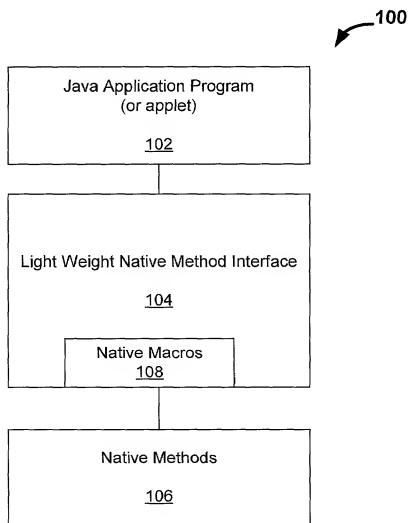 100
Java Application Program
(or applet)
102
Light Weight Native Method Interface
104
Native Macros
108
Native Methods
106